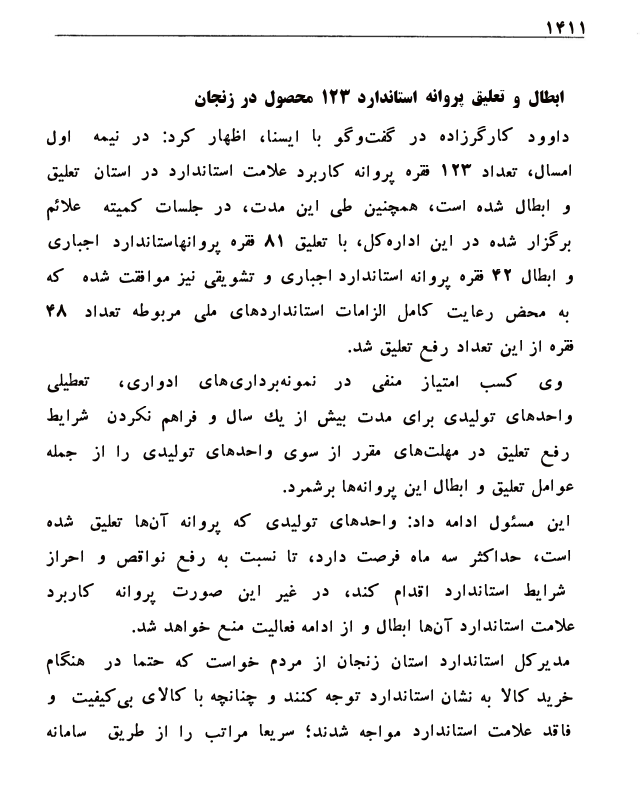 ۱۴۱۱
ابطال و تعلیق پروانه استاندارد ۱۲۳ محصول در زنجان
داوود کارگرزاده در گفت‌وگو با ایسنا، اظهار کرد: در نیمه اول
امسال، تعداد ۱۲۳ فقره پروانه کاربرد علامت استاندارد در استان تعلیق
و ابطال شده است، همچنین طی این مدت، در جلسات کمیته علائم
برگزار شده در این اداره‌کل، با تعلیق ۸۱ فقره پروانهاستاندارد اجباری
و ابطال ۴۲ فقره پروانه استاندارد اجباری و تشویقی نیز موافقت شده که
به محض رعایت کامل الزامات استانداردهای ملی مربوطه تعداد ۴۸
فقره از این تعداد رفع تعلیق شد.
وی کسب امتیاز منفی در نمونه‌برداری‌های ادواری، تعطیلی
واحدهای تولیدی برای مدت بیش از یك سال و فراهم نکردن شرایط
رفع تعلیق در مهلت‌های مقرر از سوی واحدهای تولیدی را از جمله
عوامل تعلیق و ابطال این پروانه‌ها برشمرد.
این مسئول ادامه داد: واحدهای تولیدی که پروانه آن‌ها تعلیق شده
است، حداکثر سه ماه فرصت دارد، تا نسبت به رفع نواقص و احراز
شرایط استاندارد اقدام کند، در غیر این صورت پروانه کاربرد
علامت استاندارد آن‌ها ابطال و از ادامه فعالیت منع خواهد شد.
مدیرکل استاندارد استان زنجان از مردم خواست که حتما در هنگام
خرید کالا به نشان استاندارد توجه کنند و چنانچه با کالای بی‌کیفیت و
فاقد علامت استاندارد مواجه شدند؛ سریعا مراتب را از طریق سامانه